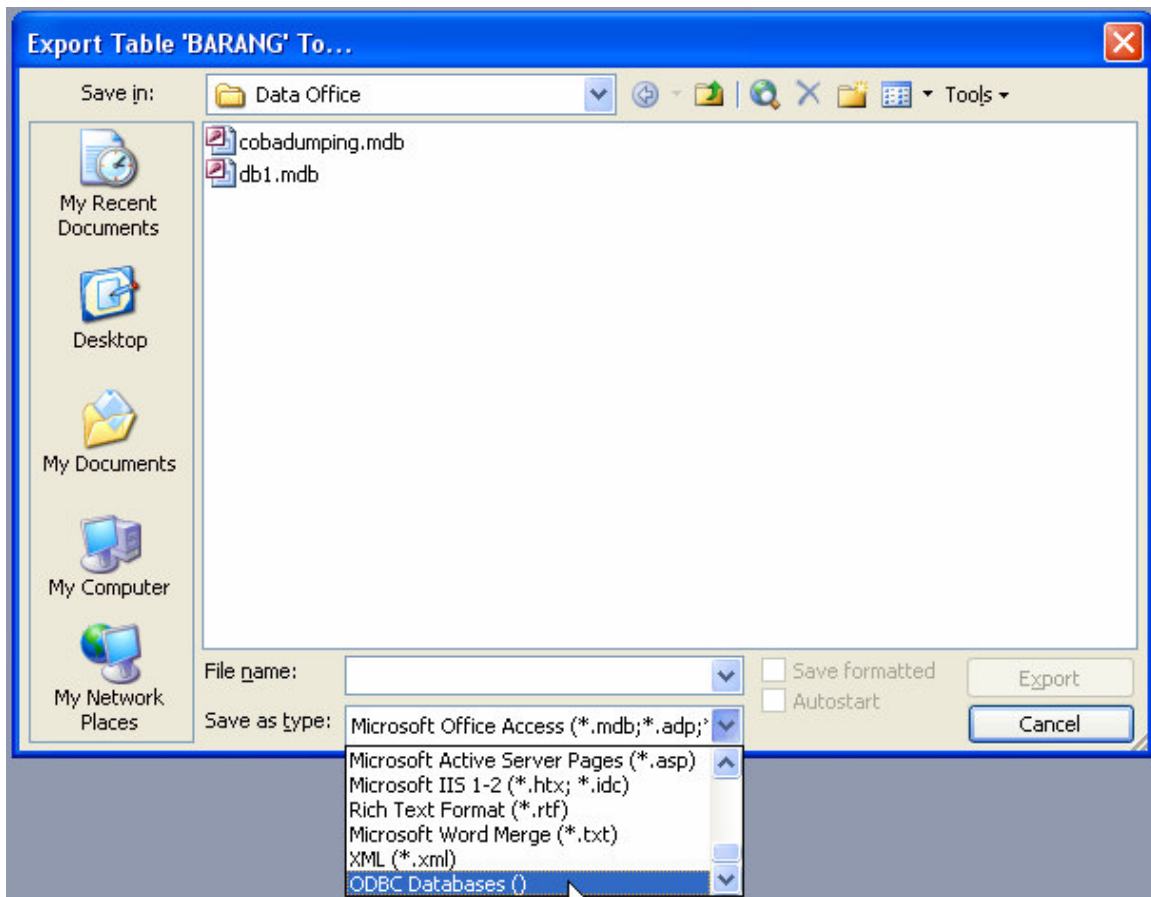 Export Table 'BARANG' To...
Save in:
Data Office
Tools
cobadumping.mdb
db1.mdb
My Recent
Documents
Desktop
My Documents
My Computer
My Network
Places
File name:
Save formatted
Export
Autostart
Save as type:
Microsoft Office Access (*.mdb;*.adp;*
Cancel
Microsoft Active Server Pages (*.asp)
Microsoft IIS 1-2 (*.htx; *.idc)
Rich Text Format (*.rtf)
Microsoft Word Merge (*.txt)
XML (*.xml)
ODBC Databases ()